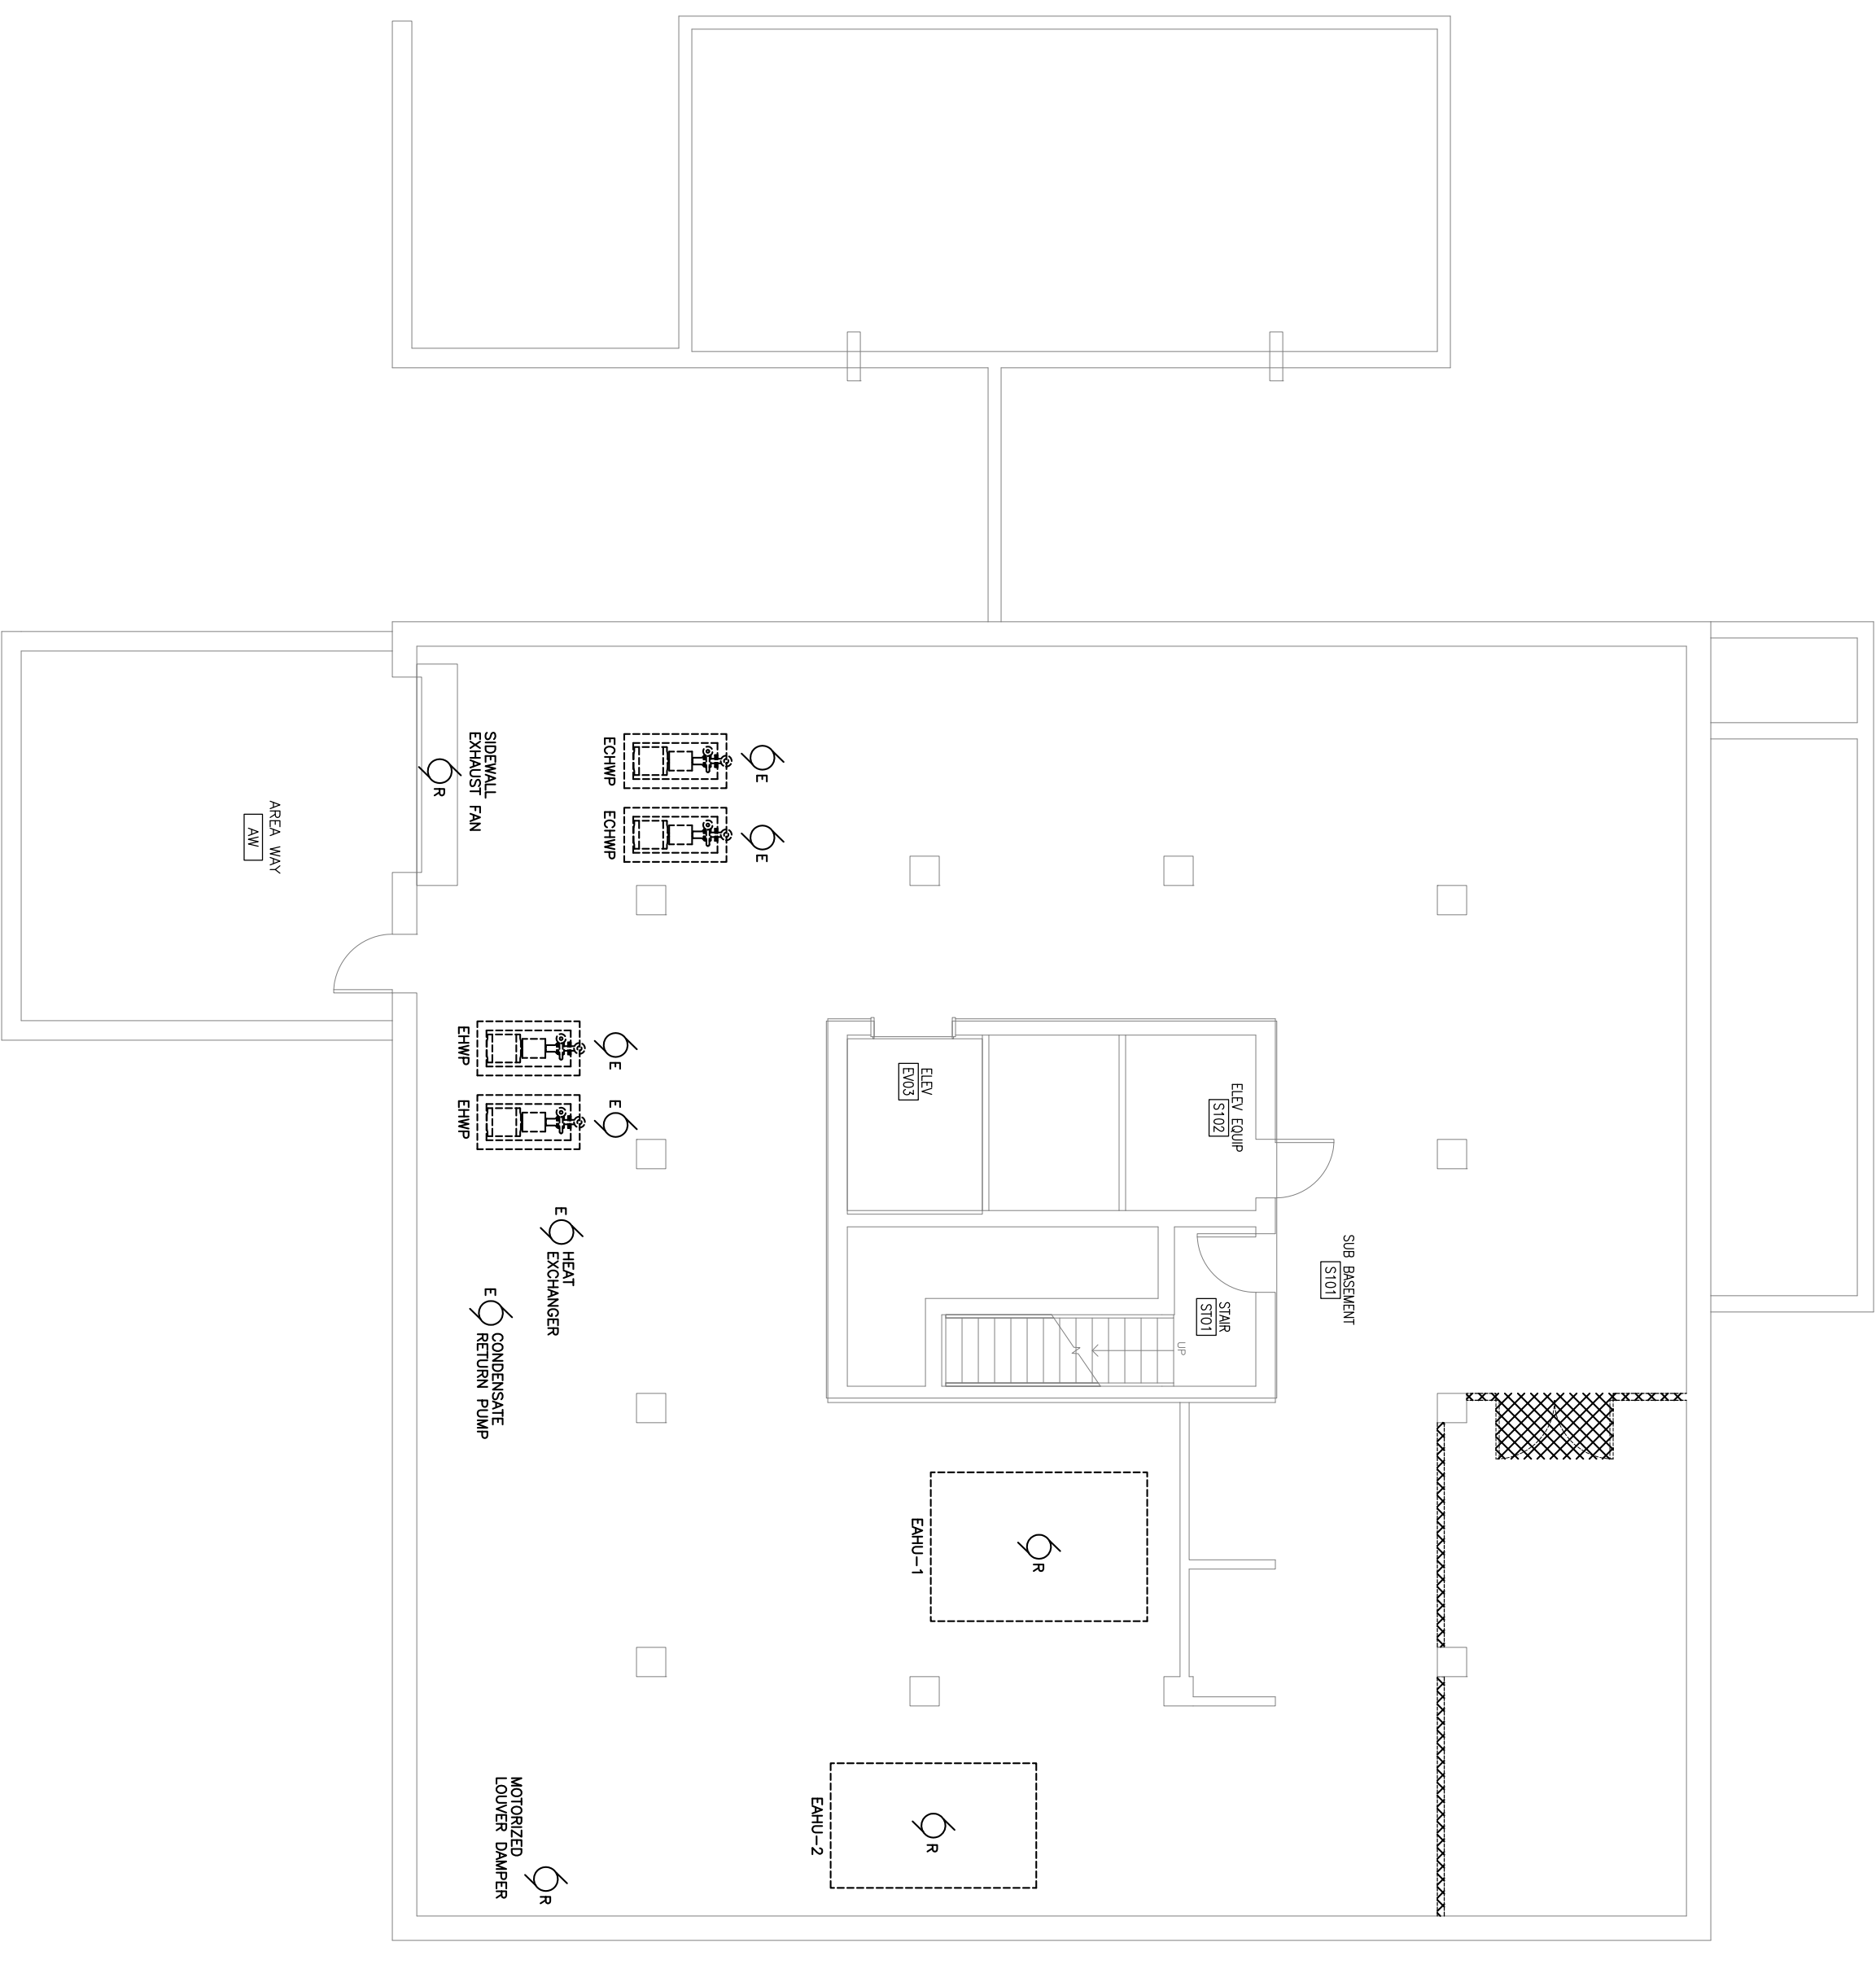 SUB BASEMENT
S101
ELEV EQUIP
S102
STAIR
ST01
UP
ELEV
EV03
E
E
ECHWP
ECHWP
SIDEWALL
EXHAUST FAN
R
AREA WAY
AW
E
E
EHWP
EHWP
E
HEAT
EXCHANGER
E
CONDENSATE
RETURN PUMP
R
EAHU-1
R
EAHU-2
MOTORIZED
LOUVER DAMPER
R